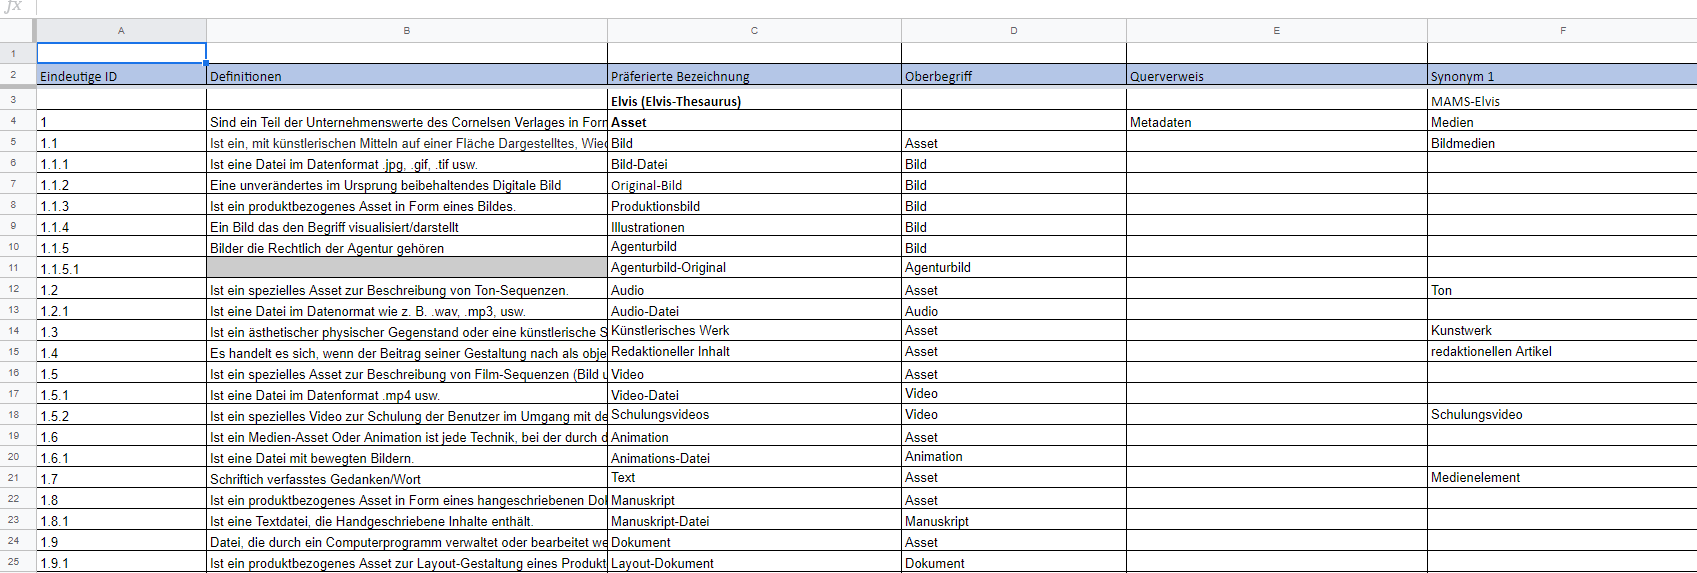 fx
A B C D E F
1
2 Eindeutige ID Definitionen Präferierte Bezeichnung Oberbegriff Querverweis Synonym 1
3 Elvis (Elvis-Thesaurus) MAMS-Elvis
4 1 Sind ein Teil der Unternehmenswerte des Cornelsen Verlages in Forn Asset Metadaten Medien
5 1.1 Ist ein, mit künstlerischen Mitteln auf einer Fläche Dargestelltes, Wied Bild Asset Bildmedien
6 1.1.1 Ist eine Datei im Datenformat .jpg, .gif, .tif usw. Bild-Datei Bild
7 1.1.2 Eine unverändertes im Ursprung beibehaltendes Digitale Bild Original-Bild Bild
8 1.1.3 Ist ein produktbezogenes Asset in Form eines Bildes. Produktionsbild Bild
9 1.1.4 Ein Bild das den Begriff visualisiert/darstellt Illustrationen Bild
10 1.1.5 Bilder die Rechtlich der Agentur gehören Agenturbild Bild
11 1.1.5.1 Agenturbild-Original Agenturbild
12 1.2 Ist ein spezielles Asset zur Beschreibung von Ton-Sequenzen. Audio Asset Ton
13 1.2.1 Ist eine Datei im Datenormat wie z. B. .wav, .mp3, usw. Audio-Datei Audio
14 1.3 Ist ein ästhetischer physischer Gegenstand oder eine künstlerische S Künstlerisches Werk Asset Kunstwerk
15 1.4 Es handelt es sich, wenn der Beitrag seiner Gestaltung nach als obje Redaktioneller Inhalt Asset redaktionellen Artikel
16 1.5 Ist ein spezielles Asset zur Beschreibung von Film-Sequenzen (Bild u Video Asset
17 1.5.1 Ist eine Datei im Datenformat .mp4 usw. Video-Datei Video
18 1.5.2 Ist ein spezielles Video zur Schulung der Benutzer im Umgang mit de Schulungsvideos Video Schulungsvideo
19 1.6 Ist ein Medien-Asset Oder Animation ist jede Technik, bei der durch d Animation Asset
20 1.6.1 Ist eine Datei mit bewegten Bildern. Animations-Datei Animation
21 1.7 Schriftich verfasstes Gedanken/Wort Text Asset Medienelement
22 1.8 Ist ein produktbezogenes Asset in Form eines hangeschriebenen Dok Manuskript Asset
23 1.8.1 Ist eine Textdatei, die Handgeschriebene Inhalte enthält. Manuskript-Datei Manuskript
24 1.9 Datei, die durch ein Computerprogramm verwaltet oder bearbeitet we Dokument Asset
25 1.9.1 Ist ein produktbezogenes Asset zur Layout-Gestaltung eines Produkt Layout-Dokument Dokument